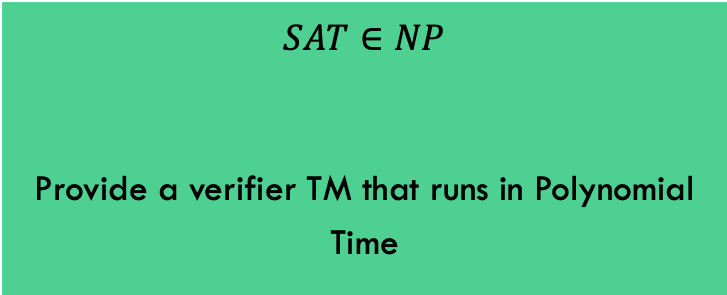 SAT ∈ NP
Provide a verifier TM that runs in Polynomial
Time